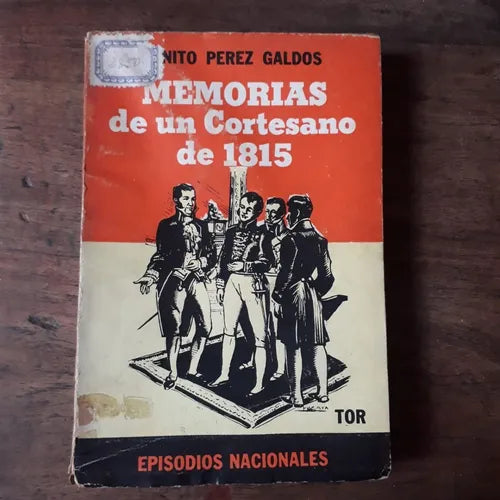 NITO PEREZ GALDOS
MEMORIAS
de un Cortesano
de 1815
TOR
EPISODIOS NACIONALES